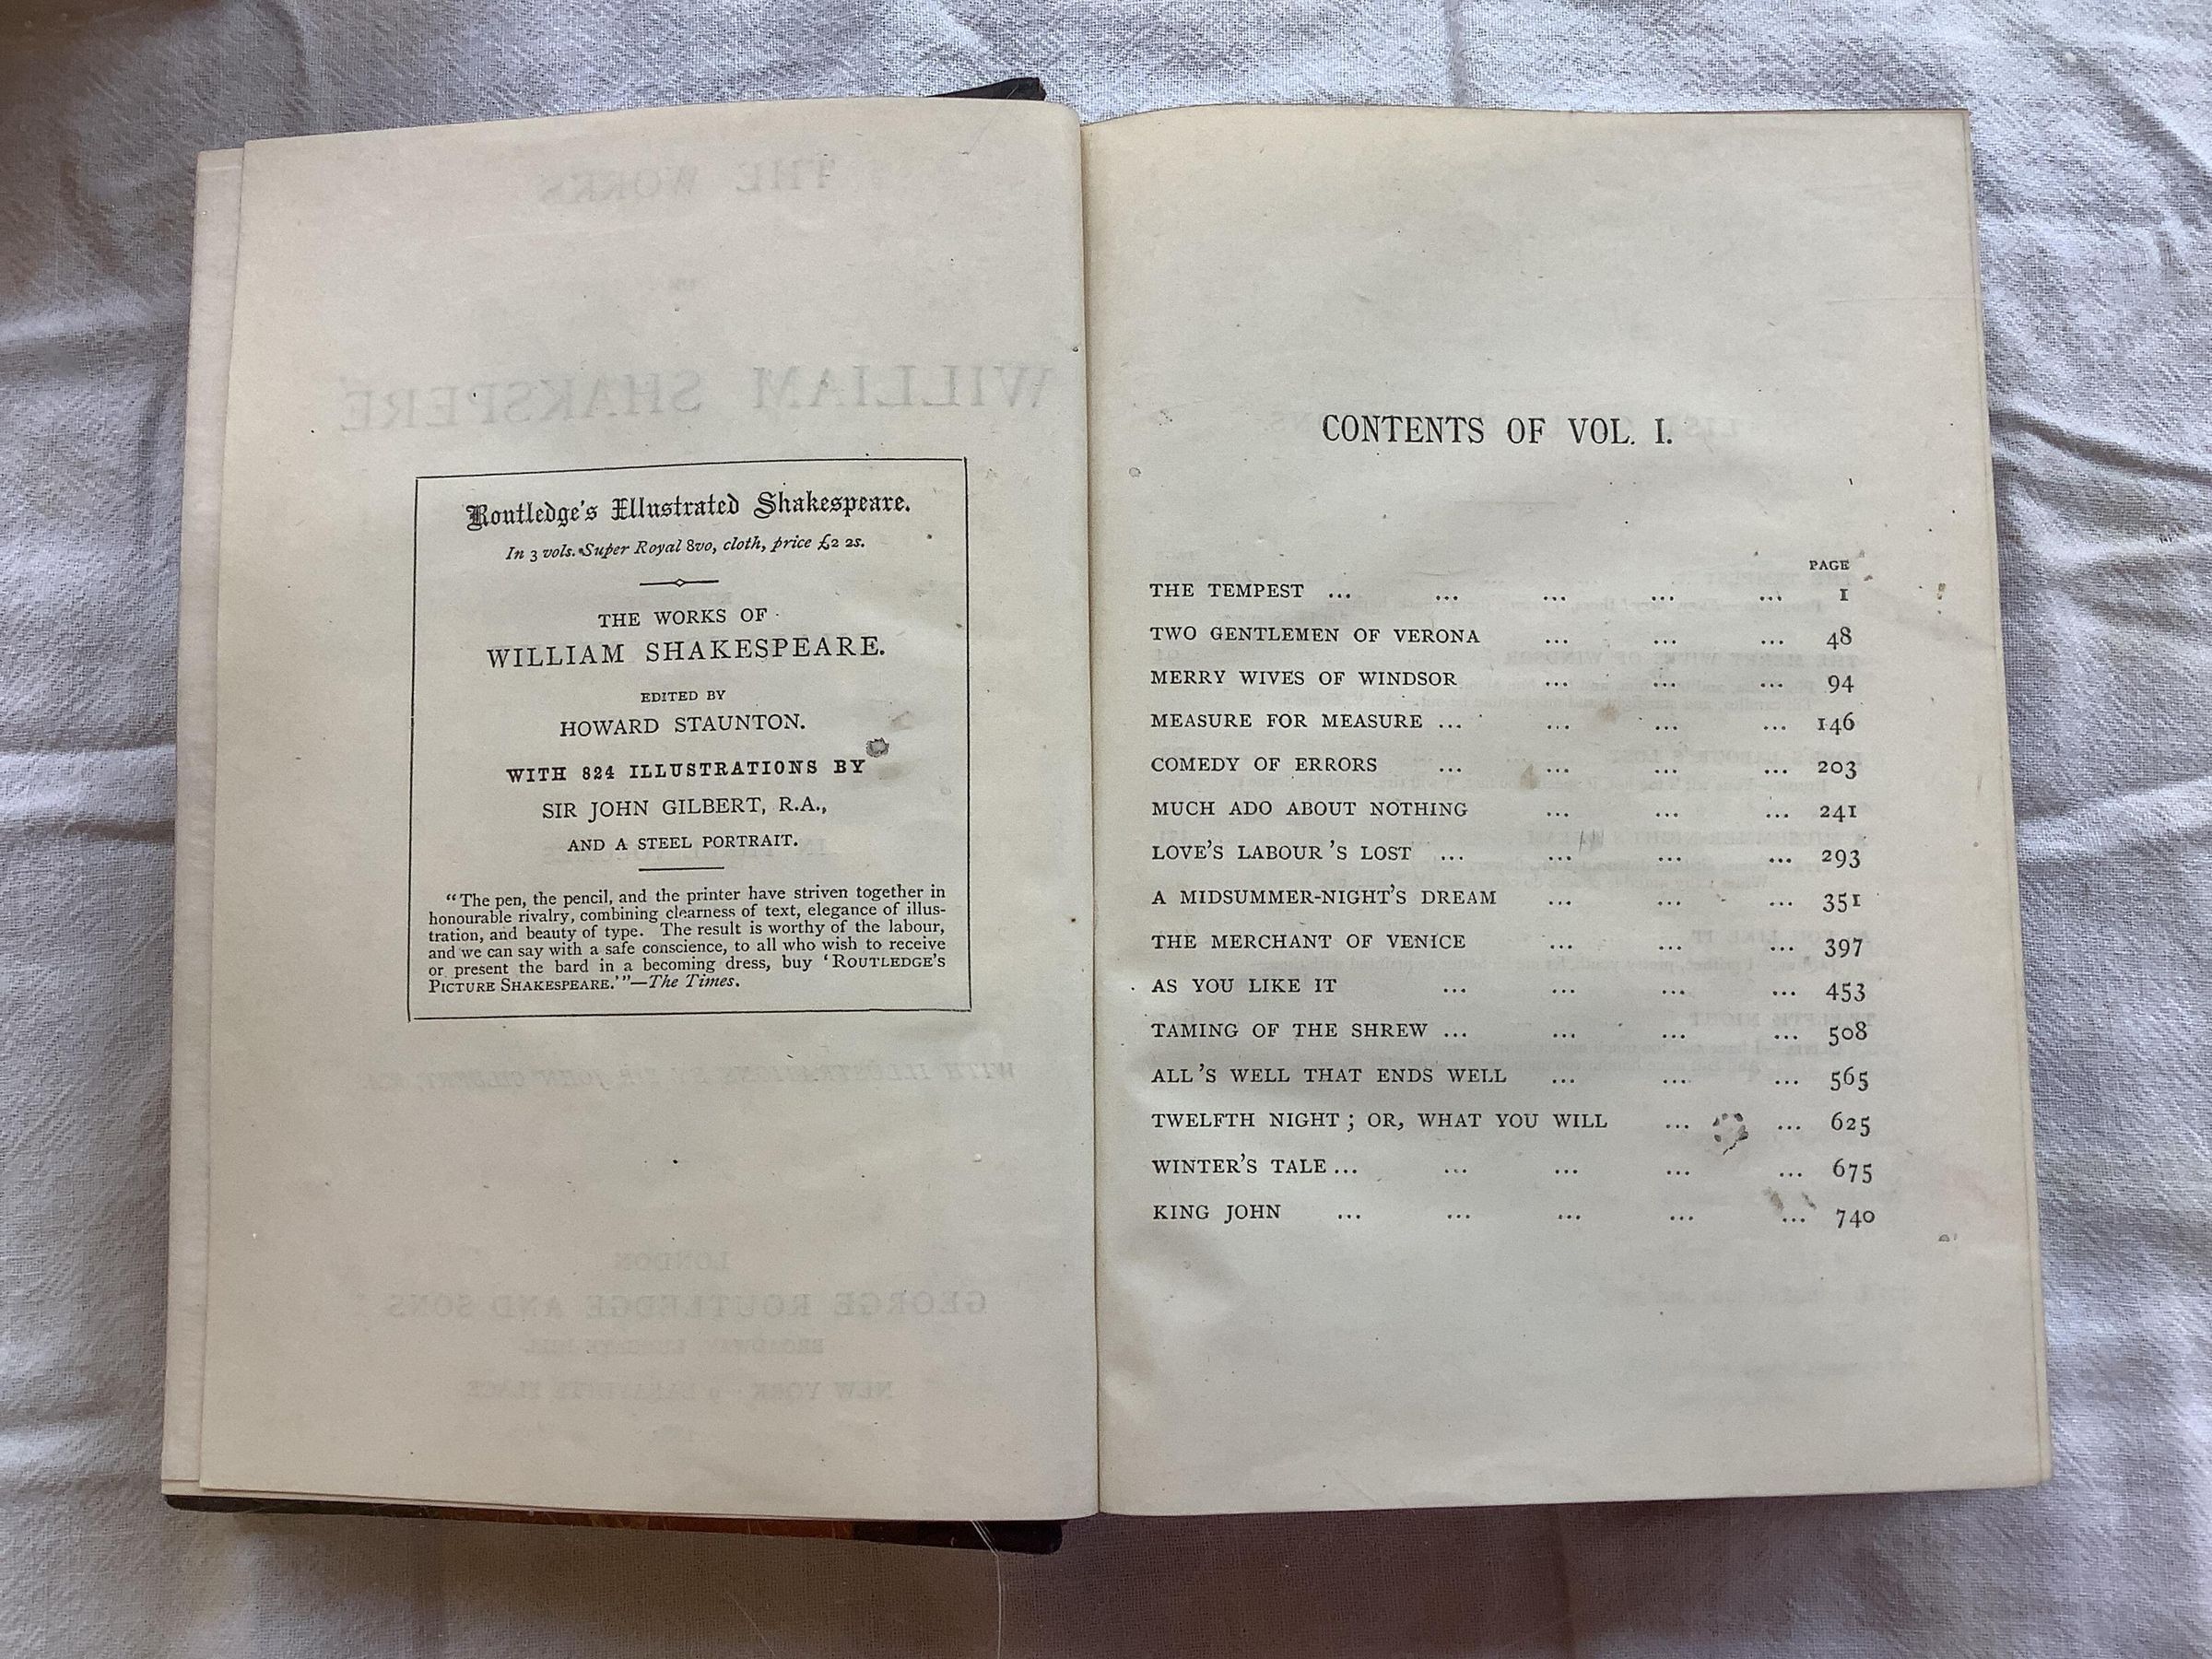 Routledge's Illustrated Shakespeare.
In 3 vols. Super Royal 8vo, cloth, price £2 2s.
THE WORKS OF
WILLIAM SHAKESPEARE.
EDITED BY
HOWARD STAUNTON.
WITH 824 ILLUSTRATIONS BY
SIR JOHN GILBERT, R.A.,
AND A STEEL PORTRAIT.
"The pen, the pencil, and the printer have striven together in
honourable rivalry, combining clearness of text, elegance of illus-
tration, and beauty of type. The result is worthy of the labour,
and we can say with a safe conscience, to all who wish to receive
or present the bard in a becoming dress, buy 'ROUTLEDGE'S
PICTURE SHAKESPEARE.'"—The Times.
CONTENTS OF VOL. I.
PAGE
THE TEMPEST ... ... ... ... ... 1
TWO GENTLEMEN OF VERONA ... ... ... 48
MERRY WIVES OF WINDSOR ... ... ... 94
MEASURE FOR MEASURE ... ... ... ... 146
COMEDY OF ERRORS ... ... ... ... 203
MUCH ADO ABOUT NOTHING ... ... ... 241
LOVE'S LABOUR'S LOST ... ... ... ... 293
A MIDSUMMER-NIGHT'S DREAM ... ... ... 351
THE MERCHANT OF VENICE ... ... ... 397
AS YOU LIKE IT ... ... ... ... 453
TAMING OF THE SHREW ... ... ... ... 508
ALL'S WELL THAT ENDS WELL ... ... ... 565
TWELFTH NIGHT; OR, WHAT YOU WILL ... ... 625
WINTER'S TALE ... ... ... ... ... 675
KING JOHN ... ... ... ... ... 740